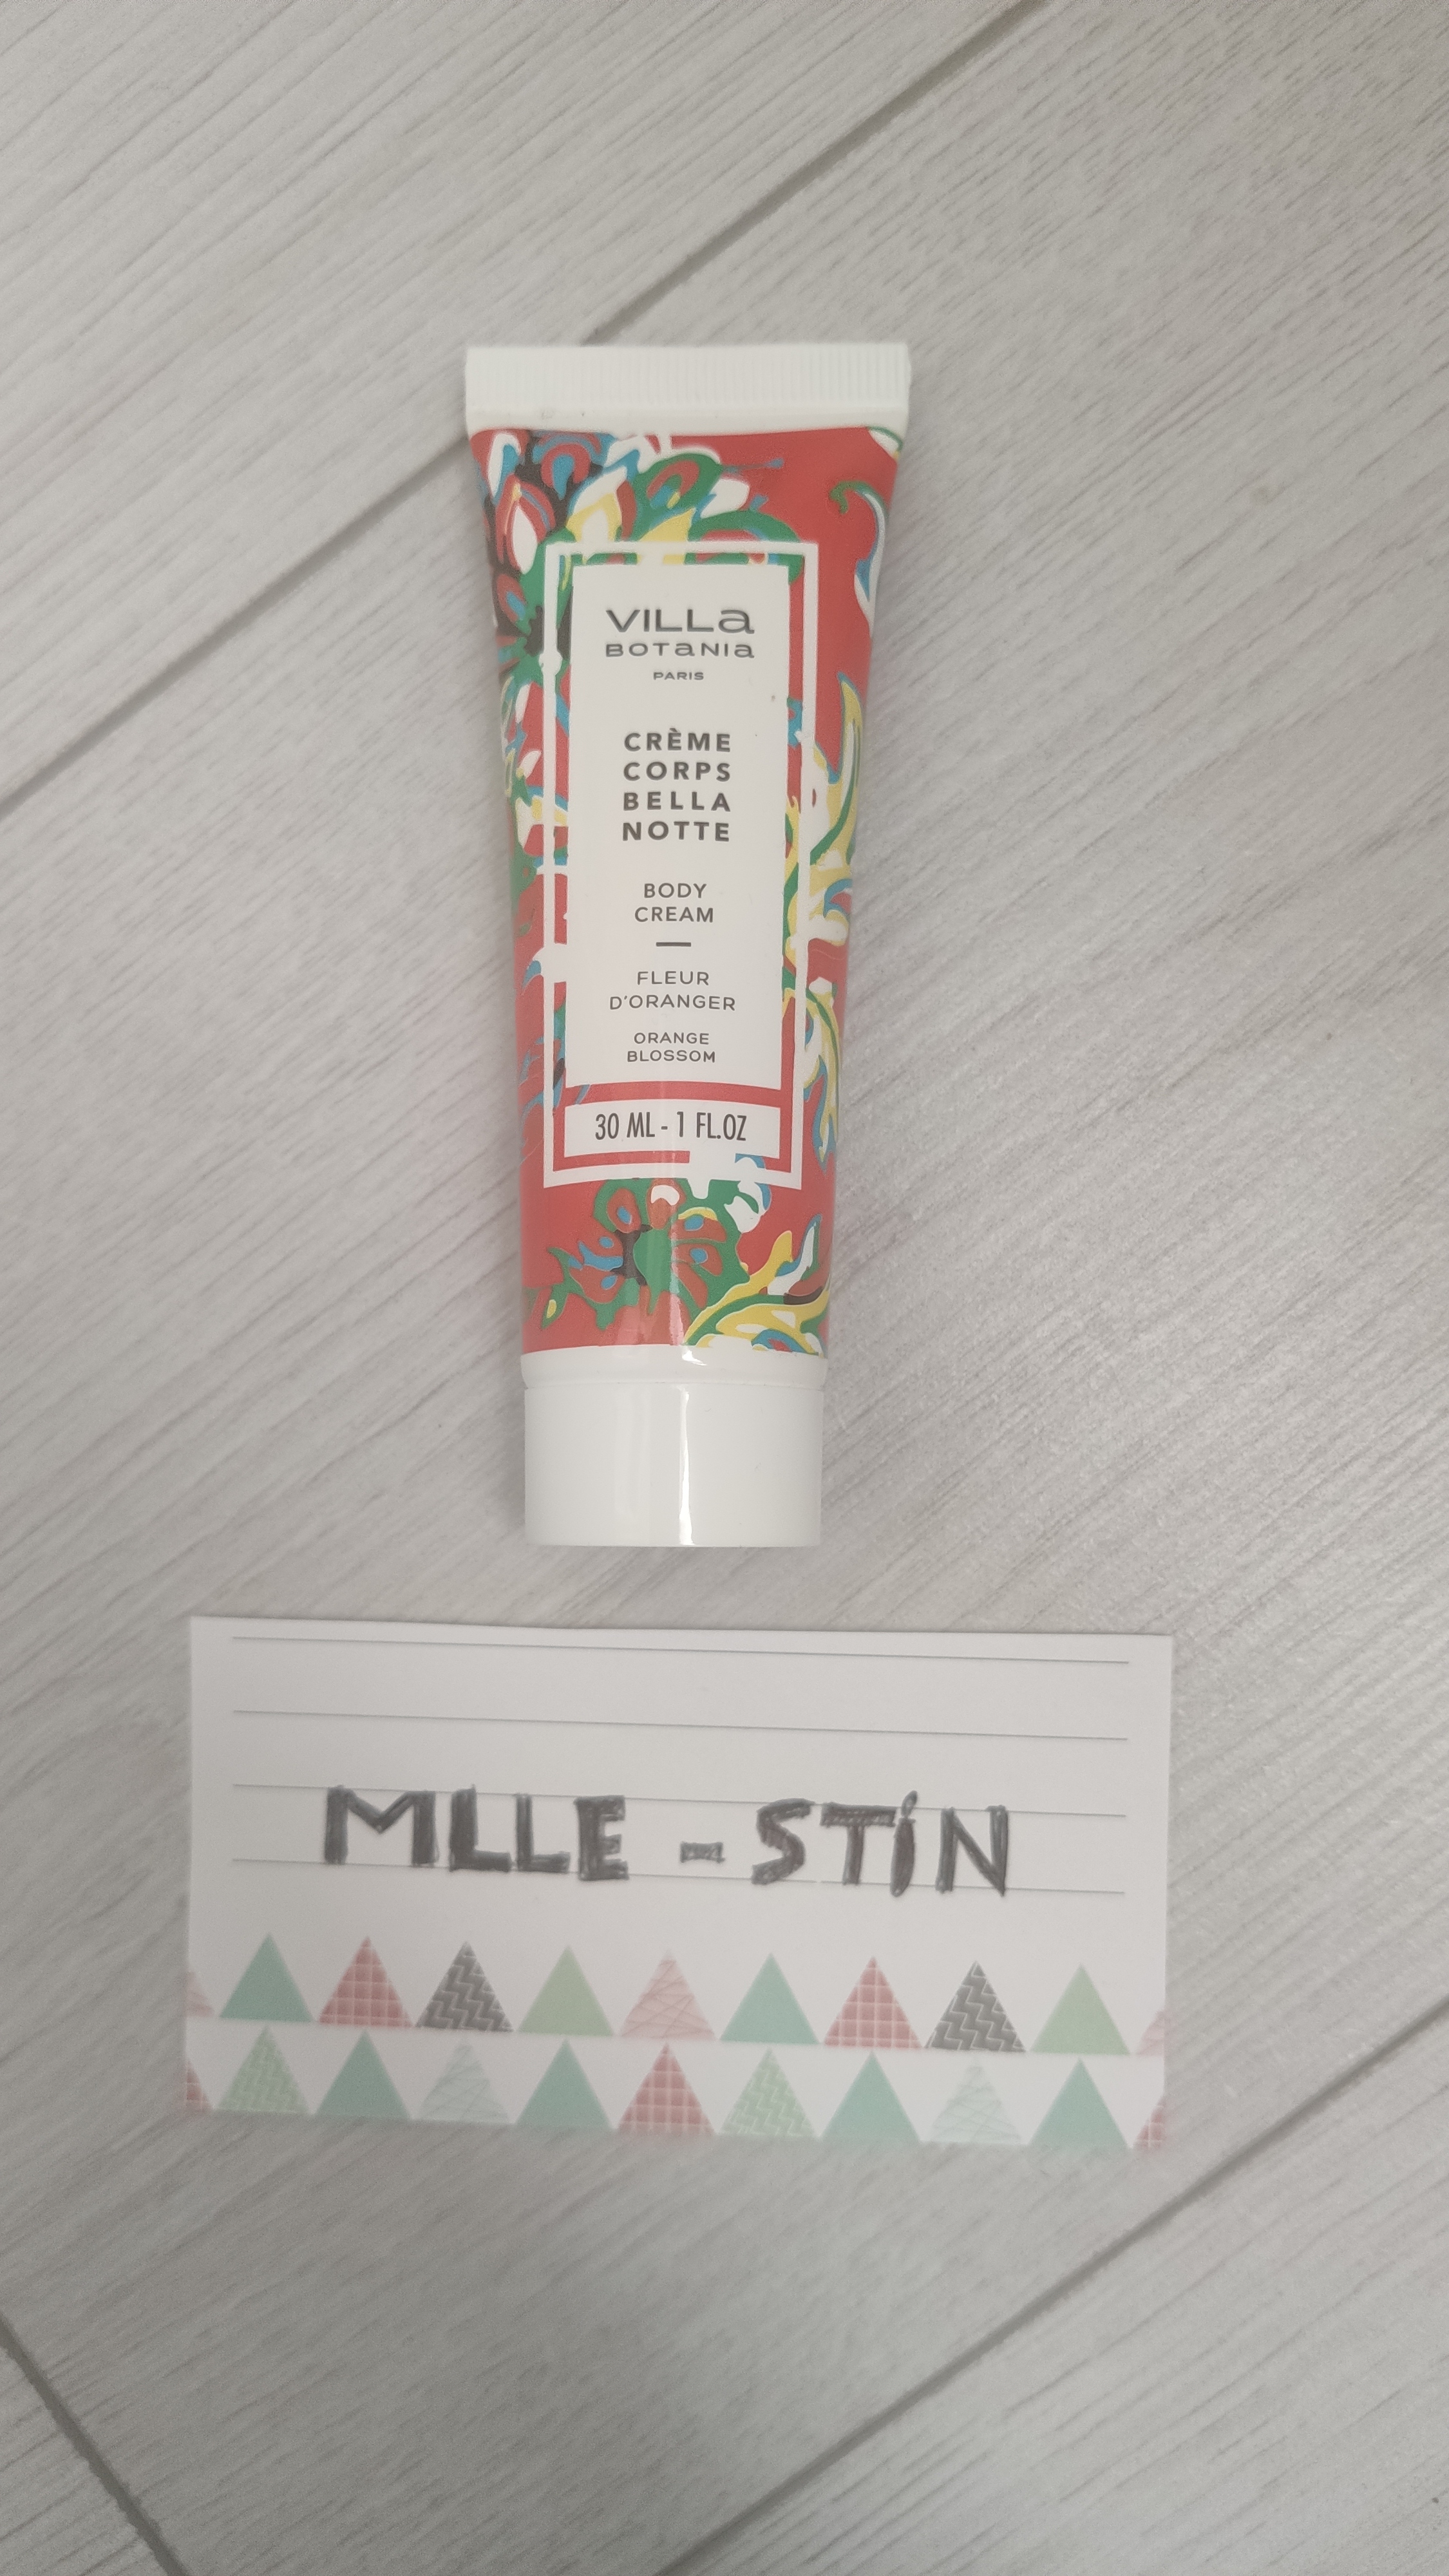 VILLa
BOTaNIa
PARIS
CRÈME
CORPS
BELLA
NOTTE
BODY
CREAM
FLEUR
D'ORANGER
ORANGE
BLOSSOM
30 ML - 1 FL.OZ
MLLE - STiN